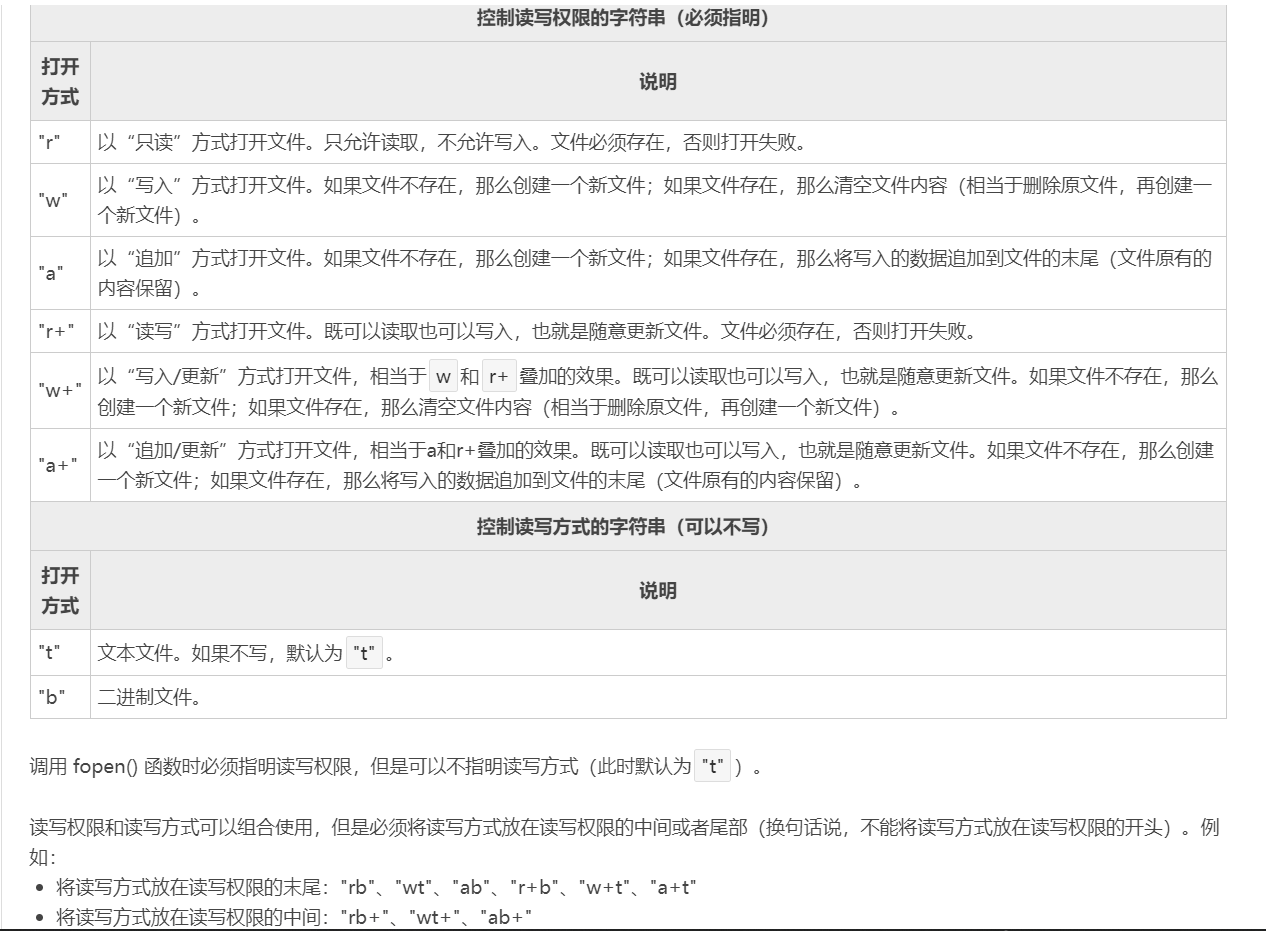 控制读写权限的字符串（必须指明）
打开
方式
说明
"r"
以“只读”方式打开文件。只允许读取，不允许写入。文件必须存在，否则打开失败。
"w"
以“写入”方式打开文件。如果文件不存在，那么创建一个新文件；如果文件存在，那么清空文件内容（相当于删除原文件，再创建一
个新文件）。
"a"
以“追加”方式打开文件。如果文件不存在，那么创建一个新文件；如果文件存在，那么将写入的数据追加到文件的末尾（文件原有的
内容保留）。
"r+"
以“读写”方式打开文件。既可以读取也可以写入，也就是随意更新文件。文件必须存在，否则打开失败。
"w+"
以“写入/更新”方式打开文件，相当于 w 和 r+ 叠加的效果。既可以读取也可以写入，也就是随意更新文件。如果文件不存在，那么
创建一个新文件；如果文件存在，那么清空文件内容（相当于删除原文件，再创建一个新文件）。
"a+"
以“追加/更新”方式打开文件，相当于a和r+叠加的效果。既可以读取也可以写入，也就是随意更新文件。如果文件不存在，那么创建
一个新文件；如果文件存在，那么将写入的数据追加到文件的末尾（文件原有的内容保留）。
控制读写方式的字符串（可以不写）
打开
方式
说明
"t"
文本文件。如果不写，默认为 "t" 。
"b"
二进制文件。
调用 fopen() 函数时必须指明读写权限，但是可以不指明读写方式（此时默认为 "t" ）。
读写权限和读写方式可以组合使用，但是必须将读写方式放在读写权限的中间或者尾部（换句话说，不能将读写方式放在读写权限的开头）。例
如：
• 将读写方式放在读写权限的末尾："rb"、"wt"、"ab"、"r+b"、"w+t"、"a+t"
• 将读写方式放在读写权限的中间："rb+"、"wt+"、"ab+"